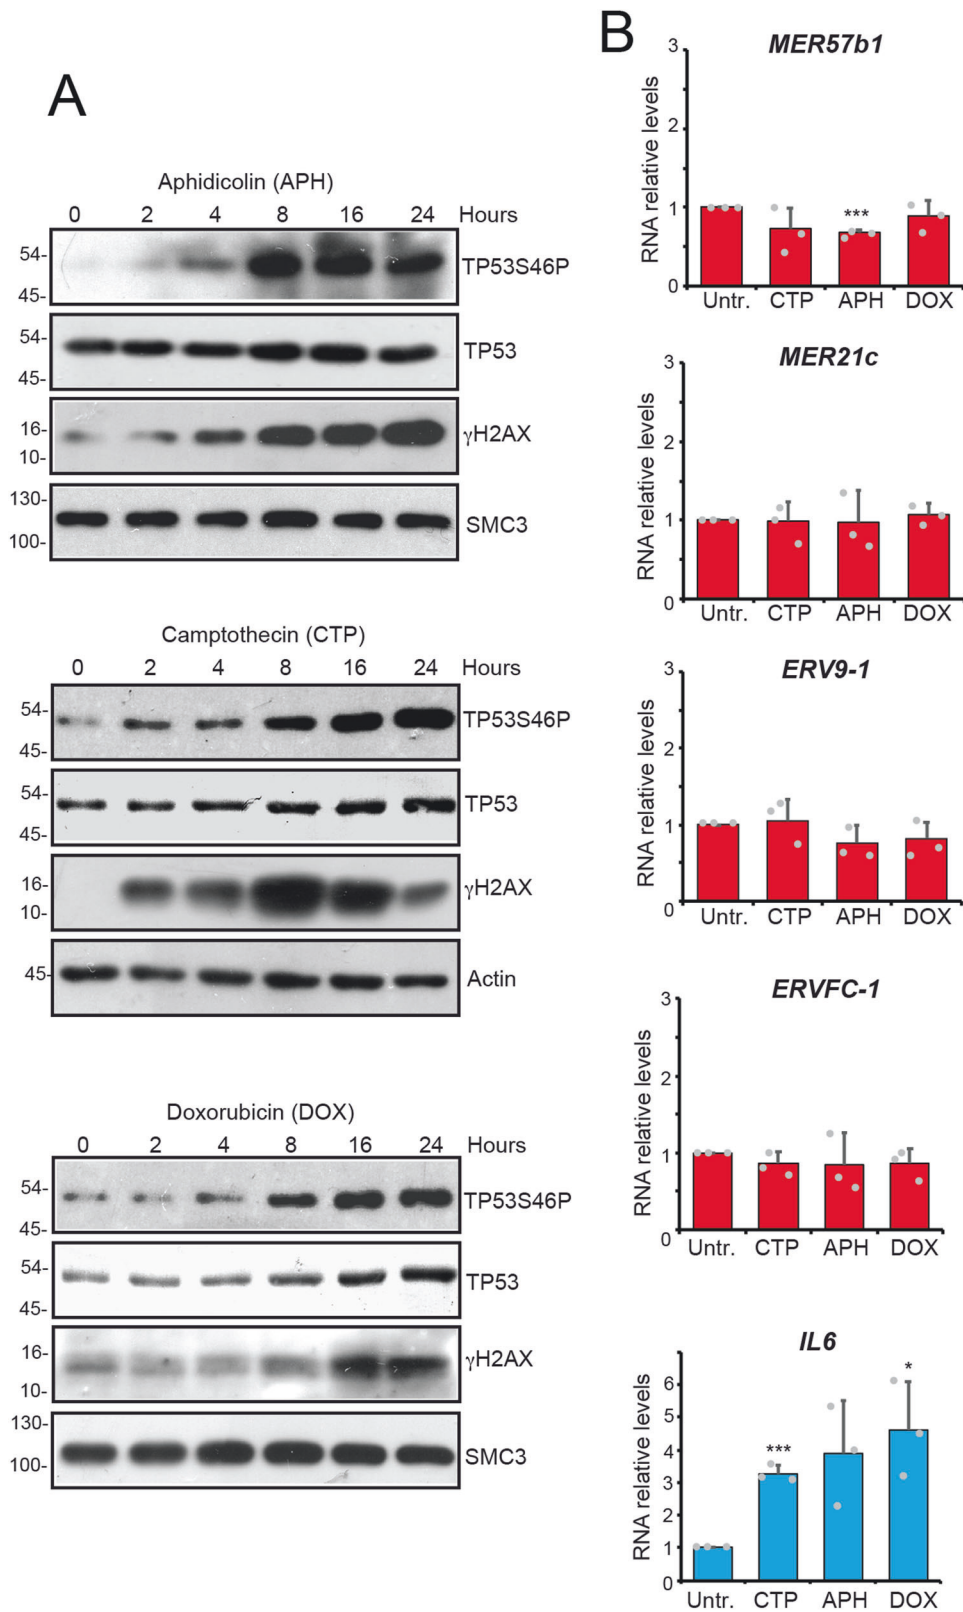 A
Aphidicolin (APH)
0 2 4 8 16 24 Hours
54-
45-
TP53S46P
54-
45-
TP53
16-
10-
γH2AX
130-
100-
SMC3
Camptothecin (CTP)
0 2 4 8 16 24 Hours
54-
45-
TP53S46P
54-
45-
TP53
16-
10-
γH2AX
45-
Actin
Doxorubicin (DOX)
0 2 4 8 16 24 Hours
54-
45-
TP53S46P
54-
45-
TP53
16-
10-
γH2AX
130-
100-
SMC3
B
MER57b1
RNA relative levels
3
2
1
0
***
Untr. CTP APH DOX
MER21c
RNA relative levels
3
2
1
0
Untr. CTP APH DOX
ERV9-1
RNA relative levels
3
2
1
0
Untr. CTP APH DOX
ERVFC-1
RNA relative levels
3
2
1
0
Untr. CTP APH DOX
IL6
RNA relative levels
6
5
4
3
2
1
0
***
*
Untr. CTP APH DOX